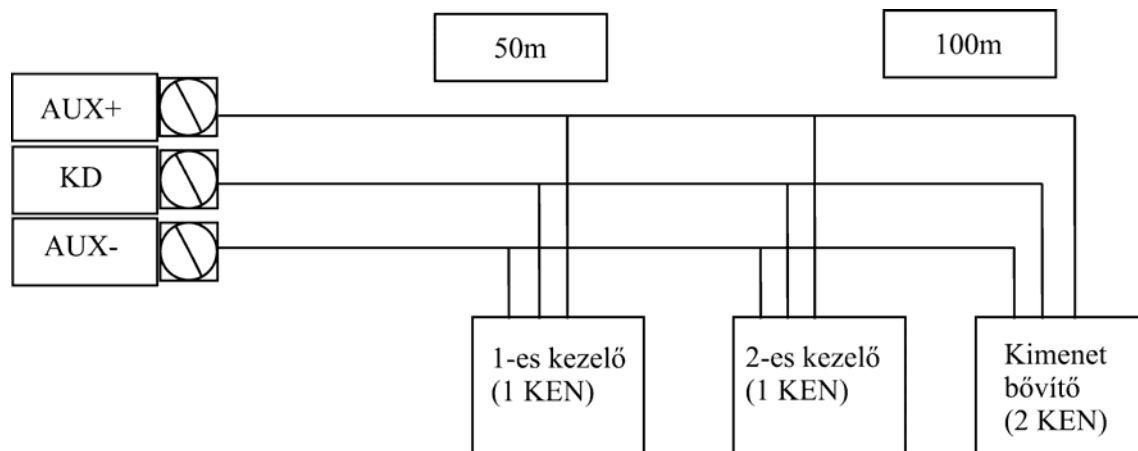 50m
100m
AUX+
KD
AUX-
1-es kezelő
(1 KEN)
2-es kezelő
(1 KEN)
Kimenet
bővítő
(2 KEN)